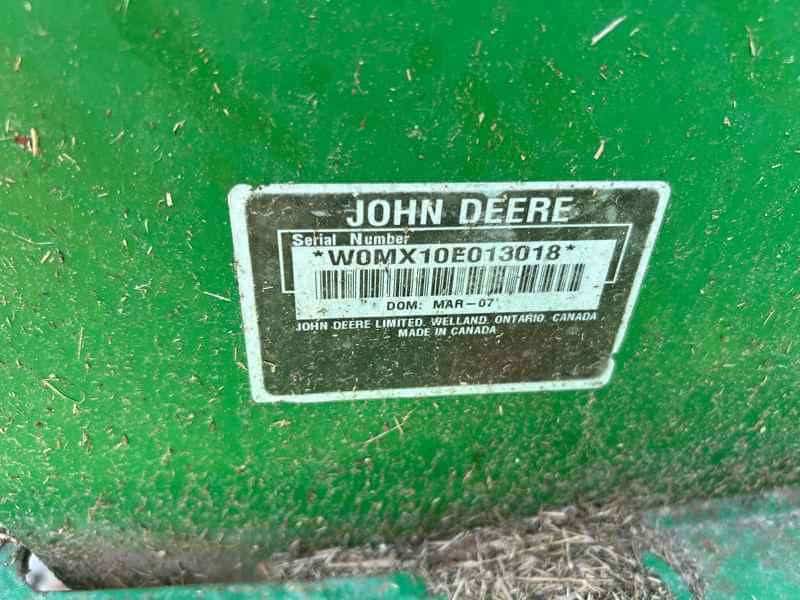 JOHN DEERE
Serial Number
*W0MX10E013018*
DOM: MAR-07
JOHN DEERE LIMITED, WELLAND, ONTARIO, CANADA
MADE IN CANADA